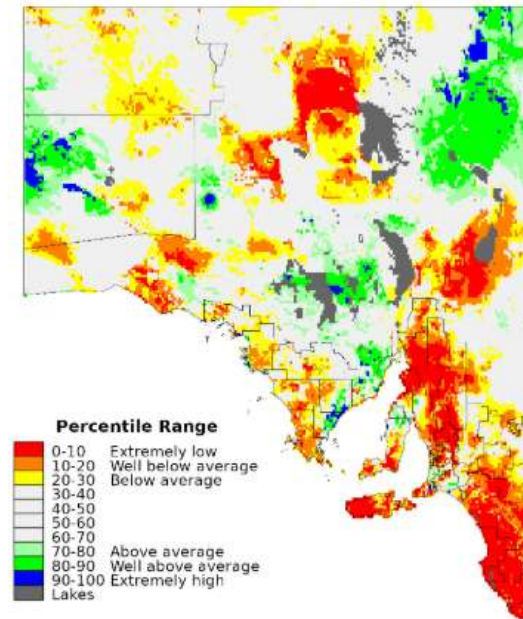 Percentile Range
0-10 Extremely low
10-20 Well below average
20-30 Below average
30-40
40-50
50-60
60-70
70-80 Above average
80-90 Well above average
90-100 Extremely high
Lakes